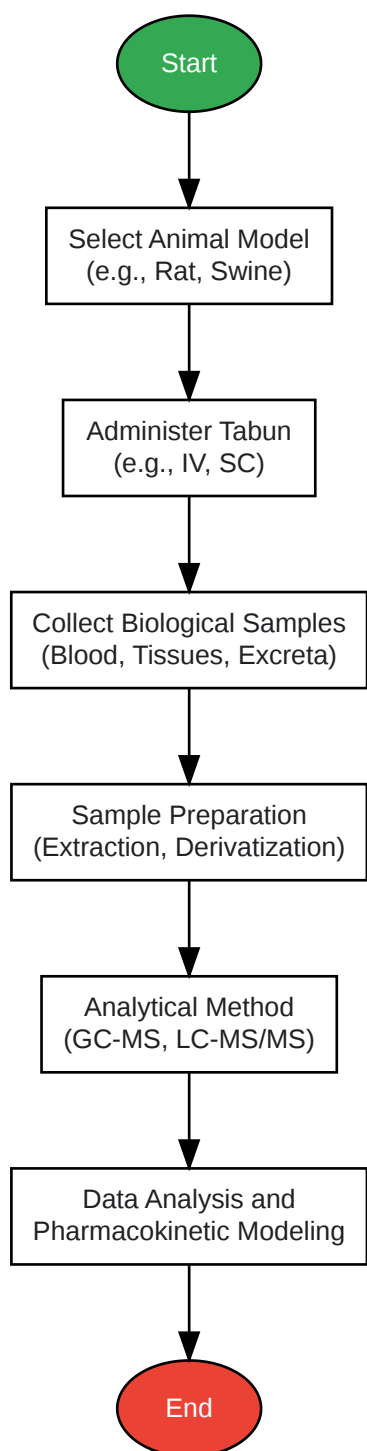 Start
Select Animal Model
(e.g., Rat, Swine)
Administer Tabun
(e.g., IV, SC)
Collect Biological Samples
(Blood, Tissues, Excreta)
Sample Preparation
(Extraction, Derivatization)
Analytical Method
(GC-MS, LC-MS/MS)
Data Analysis and
Pharmacokinetic Modeling
End